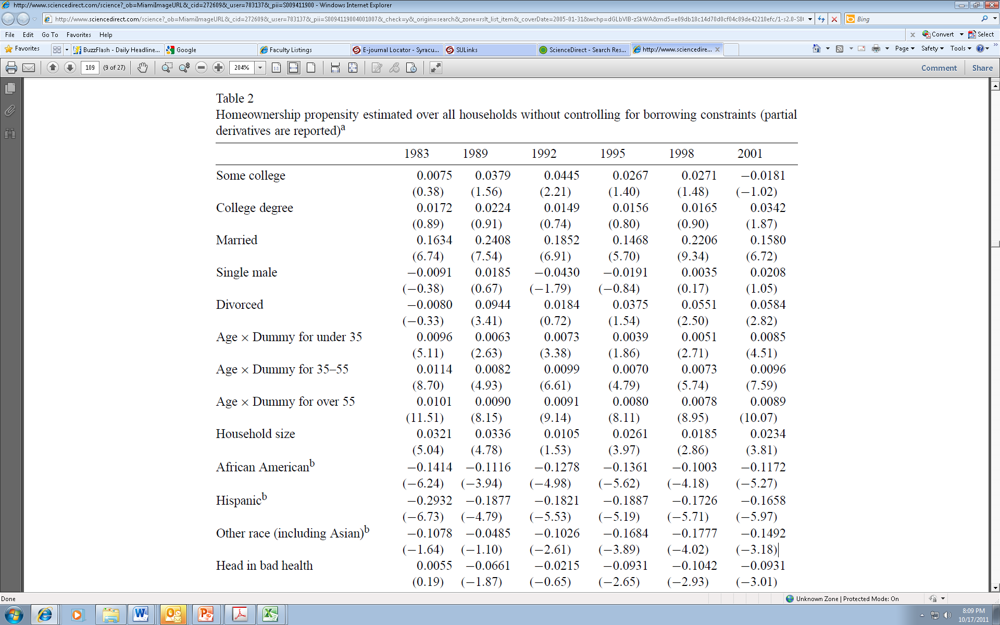 http://www.sciencedirect.com/science?_ob=MiamiImageURL&_cid=272609&_user=783137&_pii=S009411900 - Windows Internet Explorer
http://www.sciencedirect.com/science?_ob=MiamiImageURL&_cid=272609&_user=783137&_pii=S0094119004001007&_check=y&_origin=search&_zone=rslt_list_item&_coverDate=2005-01-31&wchp=dGLbVlB-zSkWA&md5=e09db18c14d70d0cf04c89de42210efc/1-s2.0-S0 Bing
File Edit Go To Favorites Help
x Convert Select
Favorites BuzzFlash - Daily Headline... Google Faculty Listings E-journal Locator - Syracu... SULinks ScienceDirect - Search Res... http://www.sciencedire... Page Safety Tools
109 (9 of 27) 204% Comment Share
Table 2
Homeownership propensity estimated over all households without controlling for borrowing constraints (partial
derivatives are reported)a
1983 1989 1992 1995 1998 2001
Some college 0.0075 0.0379 0.0445 0.0267 0.0271 −0.0181
(0.38) (1.56) (2.21) (1.40) (1.48) (−1.02)
College degree 0.0172 0.0224 0.0149 0.0156 0.0165 0.0342
(0.89) (0.91) (0.74) (0.80) (0.90) (1.87)
Married 0.1634 0.2408 0.1852 0.1468 0.2206 0.1580
(6.74) (7.54) (6.91) (5.70) (9.34) (6.72)
Single male −0.0091 0.0185 −0.0430 −0.0191 0.0035 0.0208
(−0.38) (0.67) (−1.79) (−0.84) (0.17) (1.05)
Divorced −0.0080 0.0944 0.0184 0.0375 0.0551 0.0584
(−0.33) (3.41) (0.72) (1.54) (2.50) (2.82)
Age × Dummy for under 35 0.0096 0.0063 0.0073 0.0039 0.0051 0.0085
(5.11) (2.63) (3.38) (1.86) (2.71) (4.51)
Age × Dummy for 35–55 0.0114 0.0082 0.0099 0.0070 0.0073 0.0096
(8.70) (4.93) (6.61) (4.79) (5.74) (7.59)
Age × Dummy for over 55 0.0101 0.0090 0.0091 0.0080 0.0078 0.0089
(11.51) (8.15) (9.14) (8.11) (8.95) (10.07)
Household size 0.0321 0.0336 0.0105 0.0261 0.0185 0.0234
(5.04) (4.78) (1.53) (3.97) (2.86) (3.81)
African Americanb −0.1414 −0.1116 −0.1278 −0.1361 −0.1003 −0.1172
(−6.24) (−3.94) (−4.98) (−5.62) (−4.18) (−5.27)
Hispanicb −0.2932 −0.1877 −0.1821 −0.1887 −0.1726 −0.1658
(−6.73) (−4.79) (−5.53) (−5.19) (−5.71) (−5.97)
Other race (including Asian)b −0.1078 −0.0485 −0.1026 −0.1684 −0.1777 −0.1492
(−1.64) (−1.10) (−2.61) (−3.89) (−4.02) (−3.18)
Head in bad health 0.0055 −0.0661 −0.0215 −0.0931 −0.1042 −0.0931
(0.19) (−1.87) (−0.65) (−2.65) (−2.93) (−3.01)
Done Unknown Zone | Protected Mode: On
8:09 PM
10/17/2011